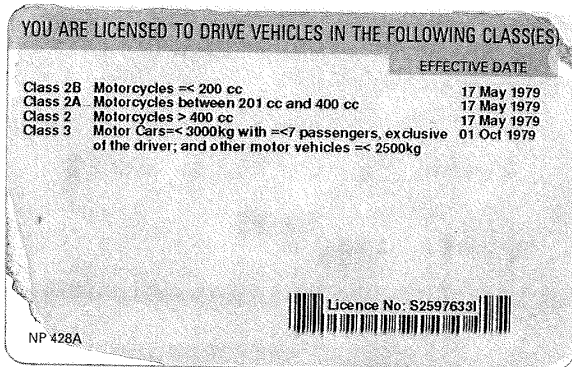 YOU ARE LICENSED TO DRIVE VEHICLES IN THE FOLLOWING CLASS(ES)
EFFECTIVE DATE
Class 2B Motorcycles =< 200 cc 17 May 1979
Class 2A Motorcycles between 201 cc and 400 cc 17 May 1979
Class 2 Motorcycles > 400 cc 17 May 1979
Class 3 Motor Cars=< 3000kg with =<7 passengers, exclusive 01 Oct 1979
of the driver; and other motor vehicles =< 2500kg
Licence No: S2597633I
NP 428A